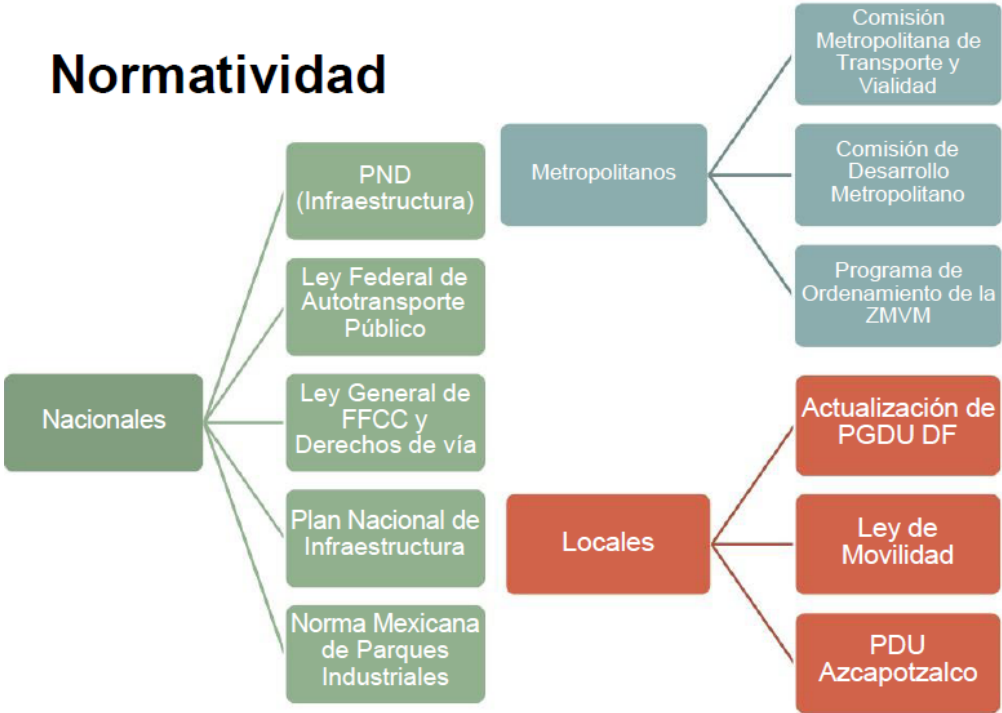 Normatividad
Nacionales
PND
(Infraestructura)
Ley Federal de
Autotransporte
Público
Ley General de
FFCC y
Derechos de vía
Plan Nacional de
Infraestructura
Norma Mexicana
de Parques
Industriales
Metropolitanos
Comisión
Metropolitana de
Transporte y
Vialidad
Comisión de
Desarrollo
Metropolitano
Programa de
Ordenamiento de la
ZMVM
Locales
Actualización de
PGDU DF
Ley de
Movilidad
PDU
Azcapotzalco